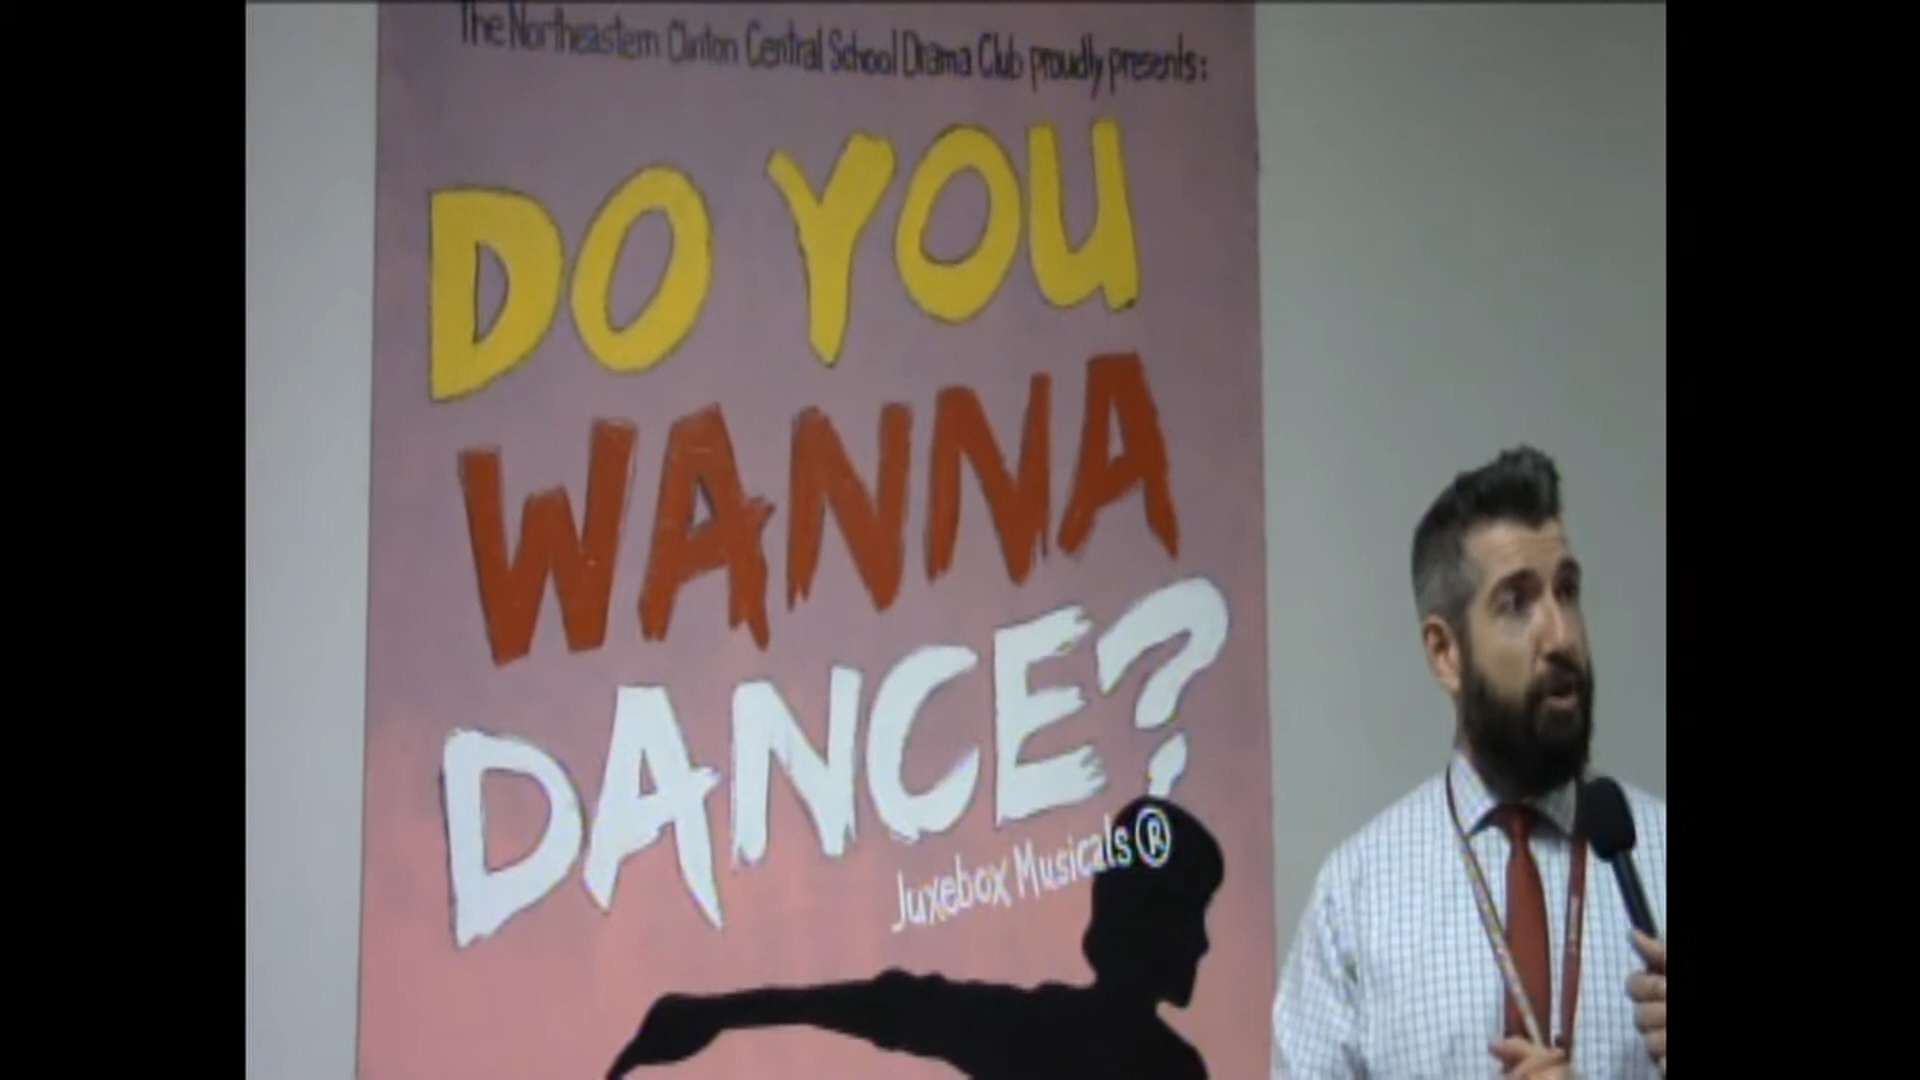 The Northeastern Clinton Central School Drama Club proudly presents:
DO YOU
WANNA
DANCE?
Juxebox Musicals ®